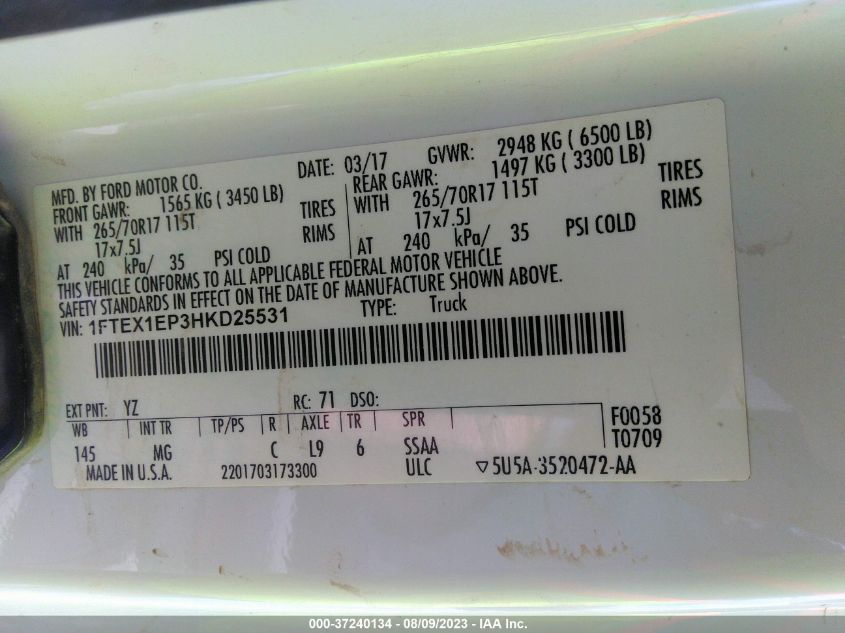 MFD. BY FORD MOTOR CO. DATE: 03/17 GVWR: 2948 KG ( 6500 LB)
FRONT GAWR: 1565 KG ( 3450 LB) REAR GAWR: 1497 KG ( 3300 LB)
WITH 265/70R17 115T TIRES WITH 265/70R17 115T TIRES
17x7.5J RIMS 17x7.5J RIMS
AT 240 kPa/ 35 PSI COLD AT 240 kPa/ 35 PSI COLD
THIS VEHICLE CONFORMS TO ALL APPLICABLE FEDERAL MOTOR VEHICLE
SAFETY STANDARDS IN EFFECT ON THE DATE OF MANUFACTURE SHOWN ABOVE.
VIN: 1FTEX1EP3HKD25531 TYPE: Truck
EXT PNT: YZ RC: 71 DSO:
WB INT TR TP/PS R AXLE TR SPR F0058
145 MG C L9 6 SSAA T0709
MADE IN U.S.A. 2201703173300 ULC ▽5U5A-3520472-AA
000-37240134 - 08/09/2023 - IAA Inc.